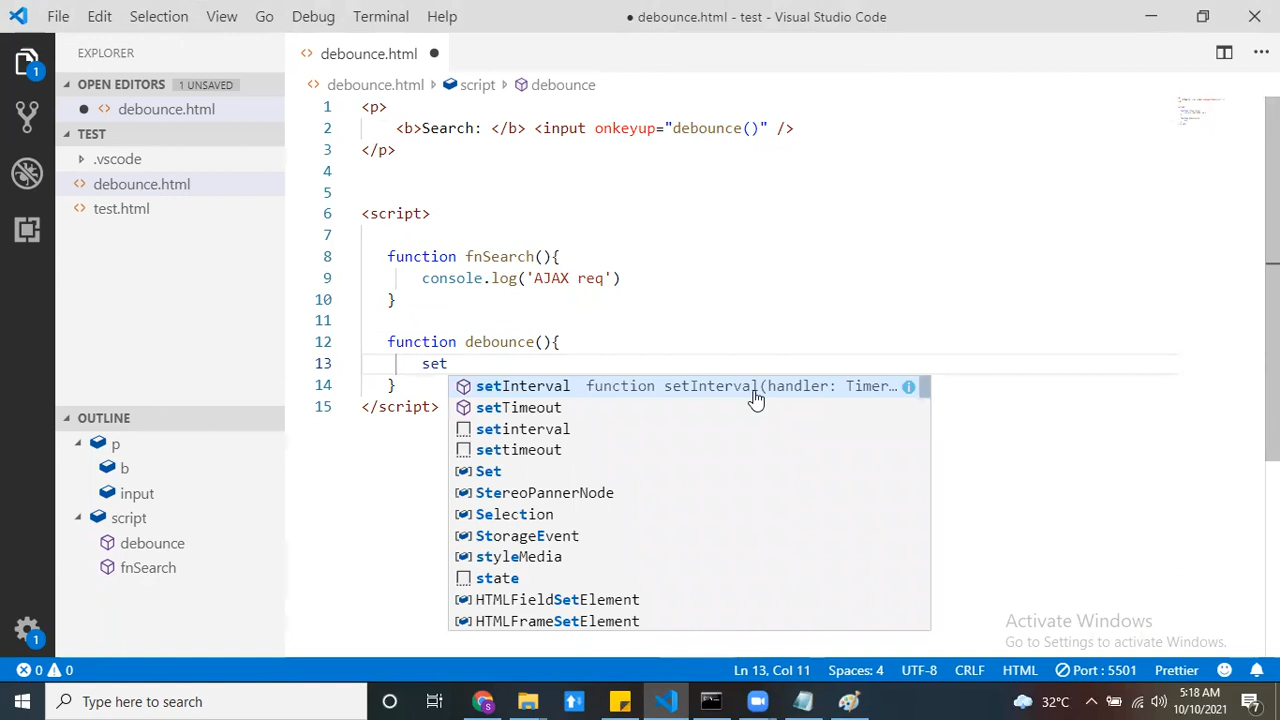 File Edit Selection View Go Debug Terminal Help
● debounce.html - test - Visual Studio Code
EXPLORER
OPEN EDITORS 1 UNSAVED
● <> debounce.html
TEST
.vscode
<> debounce.html
<> test.html
OUTLINE
p
b
input
script
debounce
fnSearch
<> debounce.html ●
<> debounce.html script debounce
1 <p>
2 <b>Search: </b> <input onkeyup="debounce()" />
3 </p>
4
5
6 <script>
7
8 function fnSearch(){
9 console.log('AJAX req')
10 }
11
12 function debounce(){
13 set
14 }
15 </script>
setInterval function setInterval(handler: Timer…
setTimeout
setinterval
settimeout
Set
StereoPannerNode
Selection
StorageEvent
styleMedia
state
HTMLFieldSetElement
HTMLFrameSetElement
Activate Windows
Go to Settings to activate Windows.
1
1
0 0
Ln 13, Col 11 Spaces: 4 UTF-8 CRLF HTML Port : 5501 Prettier
Type here to search
32°C
5:18 AM
10/10/2021
7